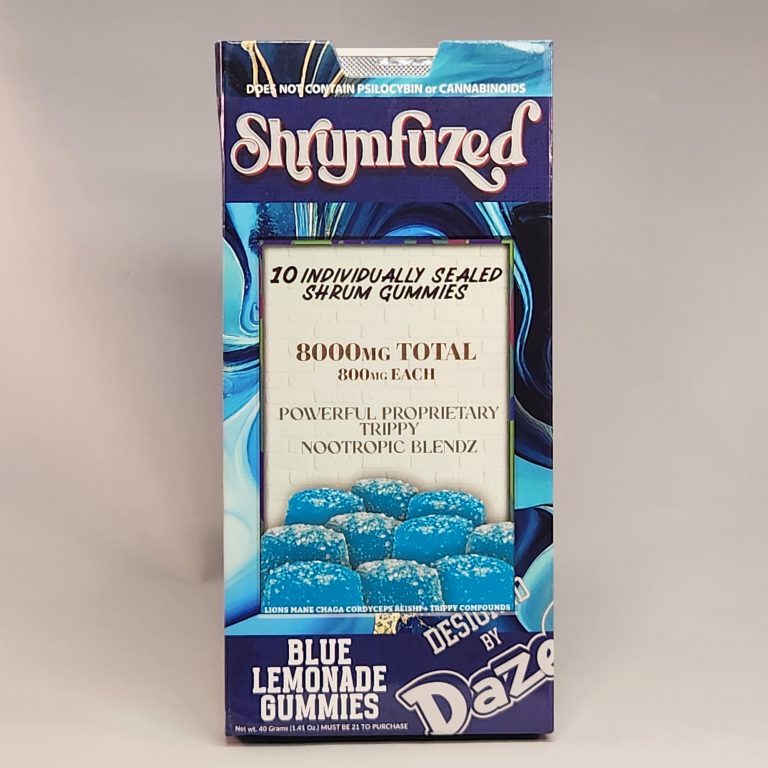 DOES NOT CONTAIN PSILOCYBIN or CANNABINOIDS
Shrumfuzed
10 INDIVIDUALLY SEALED
SHRUM GUMMIES
8000MG TOTAL
800MG EACH
POWERFUL PROPRIETARY
TRIPPY
NOOTROPIC BLENDZ
LIONS MANE CHAGA CORDYCEPS REISHI + TRIPPY COMPOUNDS
DESIGNED
BY
Daze
BLUE
LEMONADE
GUMMIES
Net wt. 40 Grams (1.41 Oz.) MUST BE 21 TO PURCHASE